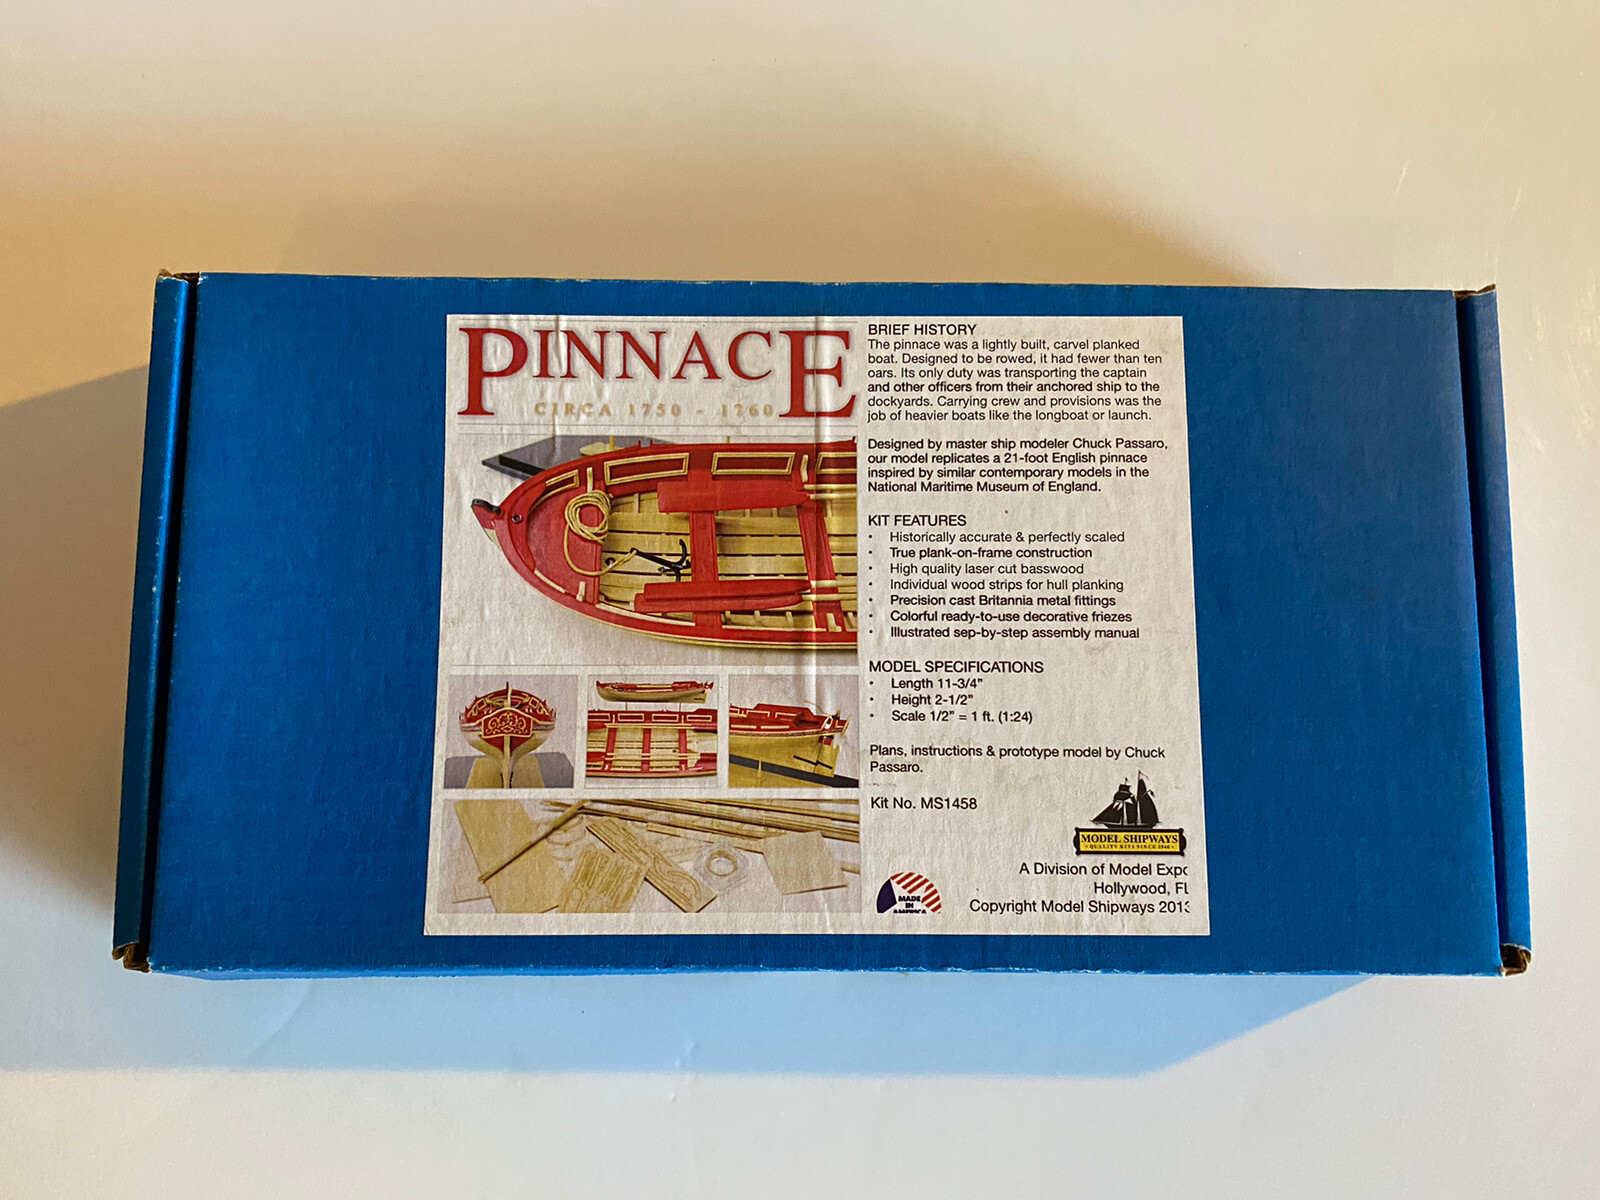 PINNACE
CIRCA 1750 - 1760
BRIEF HISTORY
The pinnace was a lightly built, carvel planked
boat. Designed to be rowed, it had fewer than ten
oars. Its only duty was transporting the captain
and other officers from their anchored ship to the
dockyards. Carrying crew and provisions was the
job of heavier boats like the longboat or launch.
Designed by master ship modeler Chuck Passaro,
our model replicates a 21-foot English pinnace
inspired by similar contemporary models in the
National Maritime Museum of England.
KIT FEATURES
• Historically accurate & perfectly scaled
• True plank-on-frame construction
• High quality laser cut basswood
• Individual wood strips for hull planking
• Precision cast Britannia metal fittings
• Colorful ready-to-use decorative friezes
• Illustrated sep-by-step assembly manual
MODEL SPECIFICATIONS
• Length 11-3/4"
• Height 2-1/2"
• Scale 1/2" = 1 ft. (1:24)
Plans, instructions & prototype model by Chuck
Passaro.
Kit No. MS1458
MODEL SHIPWAYS
• QUALITY KITS SINCE 1946 •
MADE
IN
AMERICA
A Division of Model Expo
Hollywood, FL
Copyright Model Shipways 2013